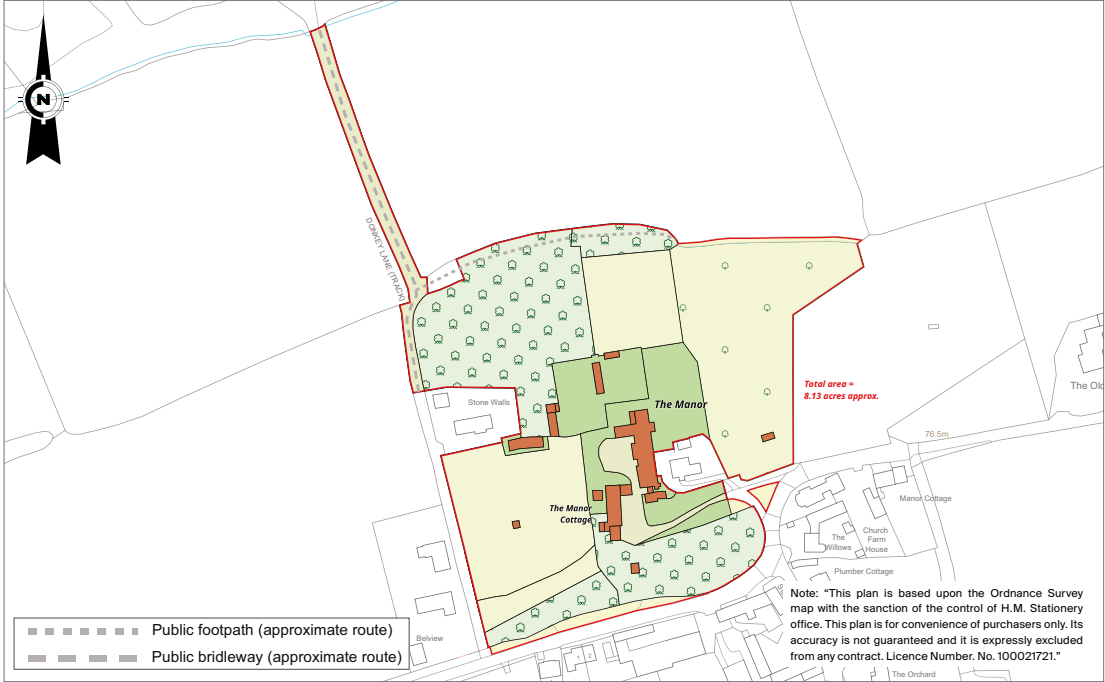 N
DONKEY LANE (TRACK)
Stone Walls
The Manor
Total area =
8.13 acres approx.
The Old
76.5m
The Manor
Cottage
Manor Cottage
The
Willows
Church
Farm
House
Plumber Cottage
Belview
1
2
The Orchard
Note: “This plan is based upon the Ordnance Survey
map with the sanction of the control of H.M. Stationery
office. This plan is for convenience of purchasers only. Its
accuracy is not guaranteed and it is expressly excluded
from any contract. Licence Number. No. 100021721.”
Public footpath (approximate route)
Public bridleway (approximate route)